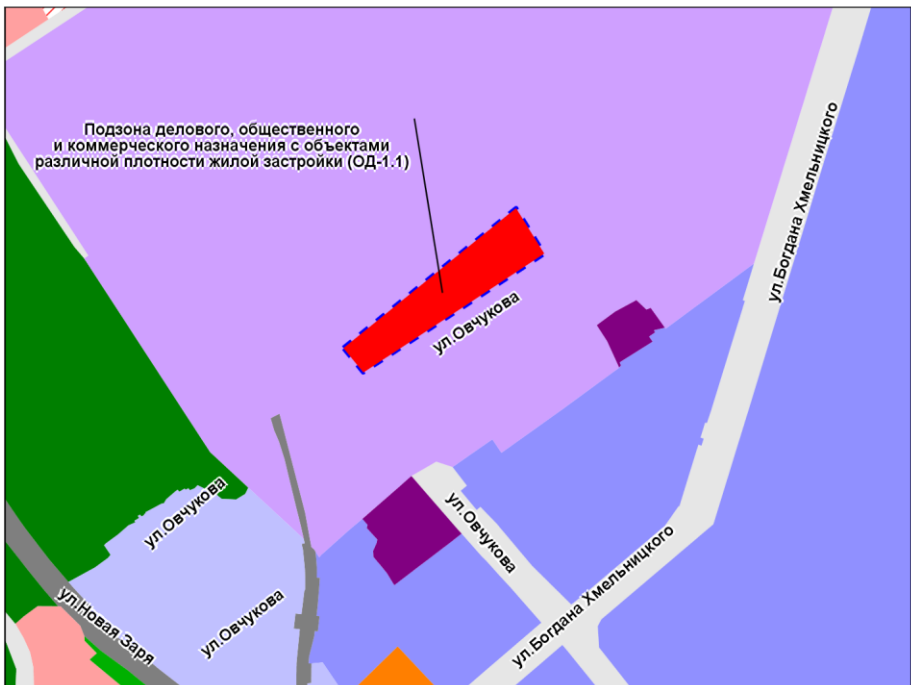 Подзона делового, общественного
и коммерческого назначения с объектами
различной плотности жилой застройки (ОД-1.1)
ул.Богдана Хмельницкого
ул.Овчукова
ул.Овчукова
ул.Овчукова
ул.Богдана Хмельницкого
ул.Новая Заря
ул.Овчукова